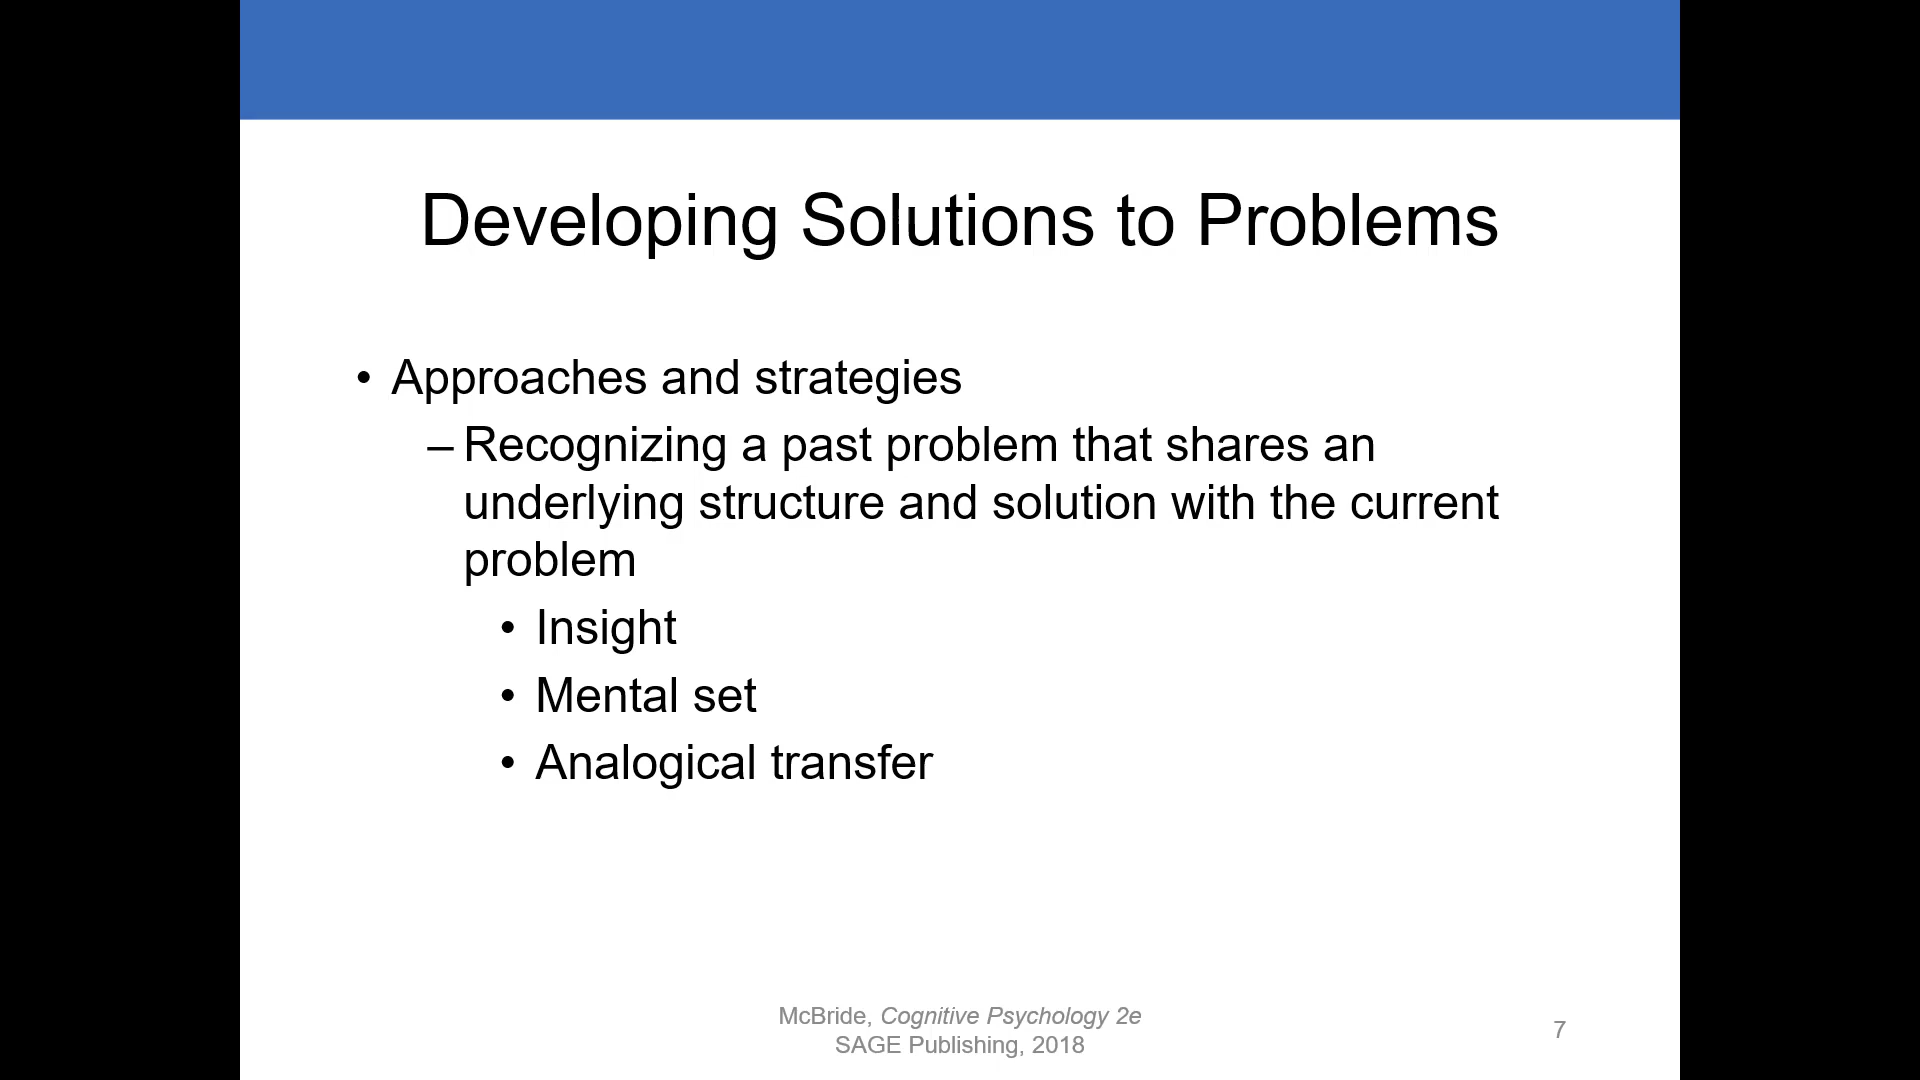 Developing Solutions to Problems
• Approaches and strategies
– Recognizing a past problem that shares an
underlying structure and solution with the current
problem
• Insight
• Mental set
• Analogical transfer
McBride, Cognitive Psychology 2e
SAGE Publishing, 2018
7